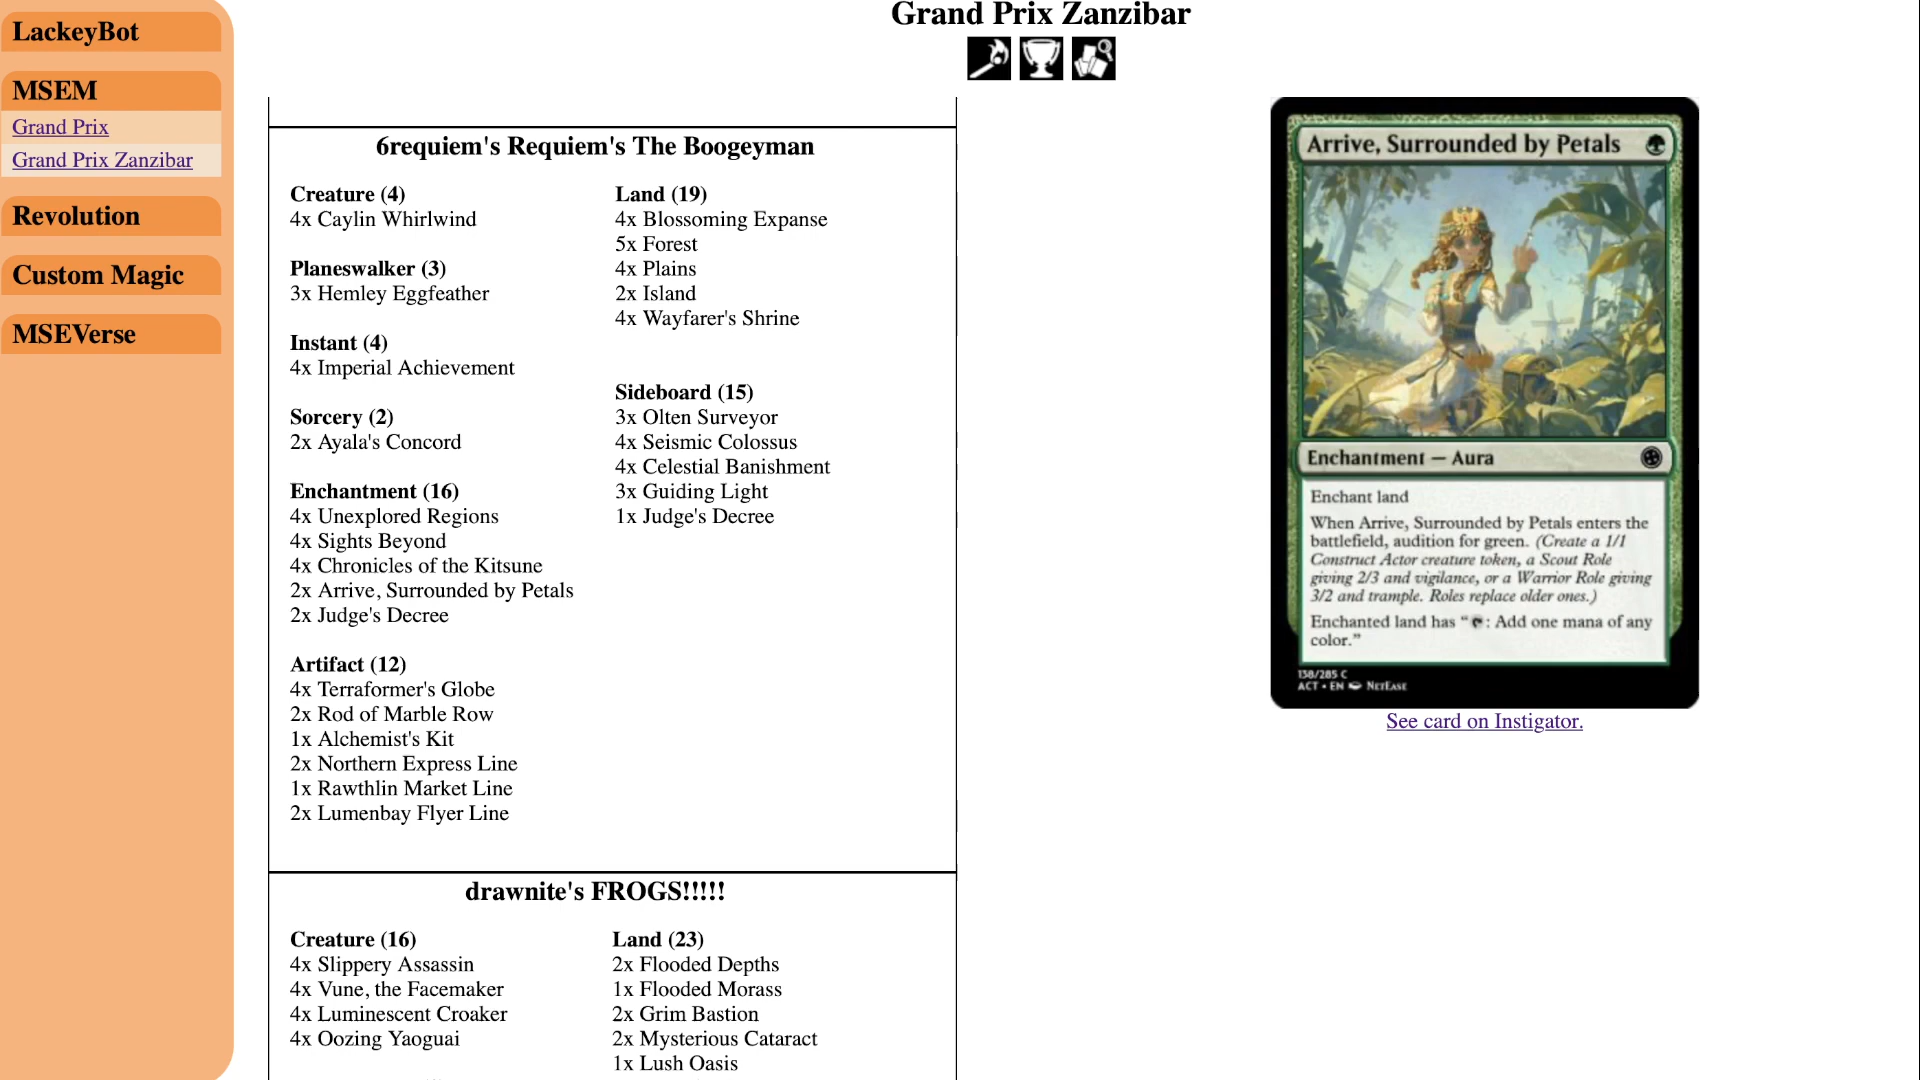 LackeyBot
MSEM
Grand Prix
Grand Prix Zanzibar
Revolution
Custom Magic
MSEVerse
Grand Prix Zanzibar
6requiem's Requiem's The Boogeyman
Creature (4)
4x Caylin Whirlwind
Planeswalker (3)
3x Hemley Eggfeather
Instant (4)
4x Imperial Achievement
Sorcery (2)
2x Ayala's Concord
Enchantment (16)
4x Unexplored Regions
4x Sights Beyond
4x Chronicles of the Kitsune
2x Arrive, Surrounded by Petals
2x Judge's Decree
Artifact (12)
4x Terraformer's Globe
2x Rod of Marble Row
1x Alchemist's Kit
2x Northern Express Line
1x Rawthlin Market Line
2x Lumenbay Flyer Line
Land (19)
4x Blossoming Expanse
5x Forest
4x Plains
2x Island
4x Wayfarer's Shrine
Sideboard (15)
3x Olten Surveyor
4x Seismic Colossus
4x Celestial Banishment
3x Guiding Light
1x Judge's Decree
drawnite's FROGS!!!!!
Creature (16)
4x Slippery Assassin
4x Vune, the Facemaker
4x Luminescent Croaker
4x Oozing Yaoguai
Land (23)
2x Flooded Depths
1x Flooded Morass
2x Grim Bastion
2x Mysterious Cataract
1x Lush Oasis
Arrive, Surrounded by Petals
Enchantment — Aura
Enchant land
When Arrive, Surrounded by Petals enters the
battlefield, audition for green. (Create a 1/1
Construct Actor creature token, a Scout Role
giving 2/3 and vigilance, or a Warrior Role giving
3/2 and trample. Roles replace older ones.)
Enchanted land has “: Add one mana of any
color.”
138/285 C
ACT • EN NetEase
See card on Instigator.